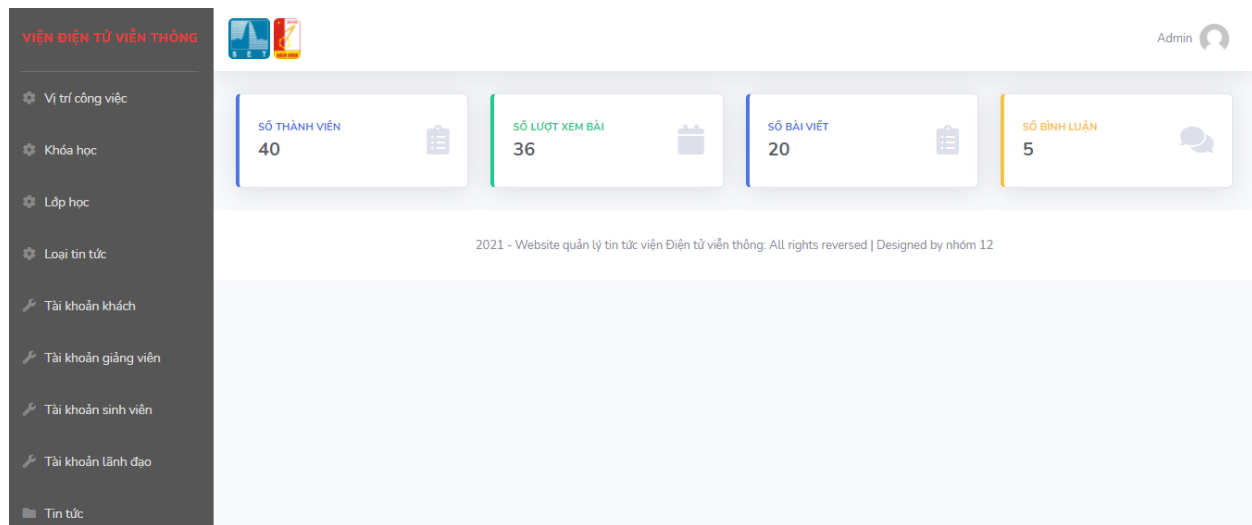 VIỆN ĐIỆN TỬ VIỄN THÔNG
Vị trí công việc
Khóa học
Lớp học
Loại tin tức
Tài khoản khách
Tài khoản giảng viên
Tài khoản sinh viên
Tài khoản lãnh đạo
Tin tức
S E T
Admin
SỐ THÀNH VIÊN
40
SỐ LƯỢT XEM BÀI
36
SỐ BÀI VIẾT
20
SỐ BÌNH LUẬN
5
2021 - Website quản lý tin tức viện Điện tử viễn thông: All rights reversed | Designed by nhóm 12